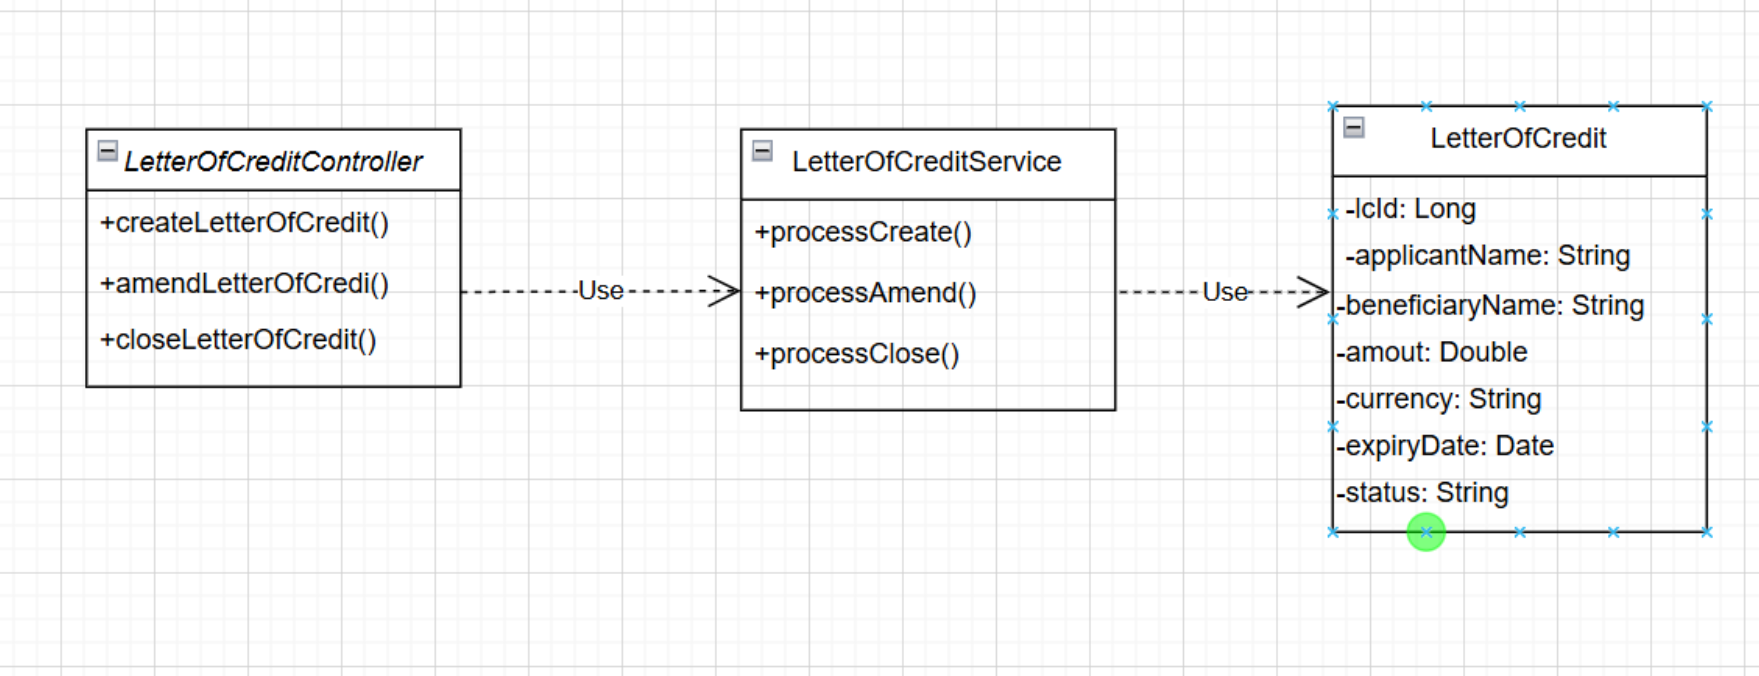 LetterOfCreditController
+createLetterOfCredit()
+amendLetterOfCredi()
+closeLetterOfCredit()
Use
LetterOfCreditService
+processCreate()
+processAmend()
+processClose()
Use
LetterOfCredit
-lcId: Long
-applicantName: String
-beneficiaryName: String
-amout: Double
-currency: String
-expiryDate: Date
-status: String